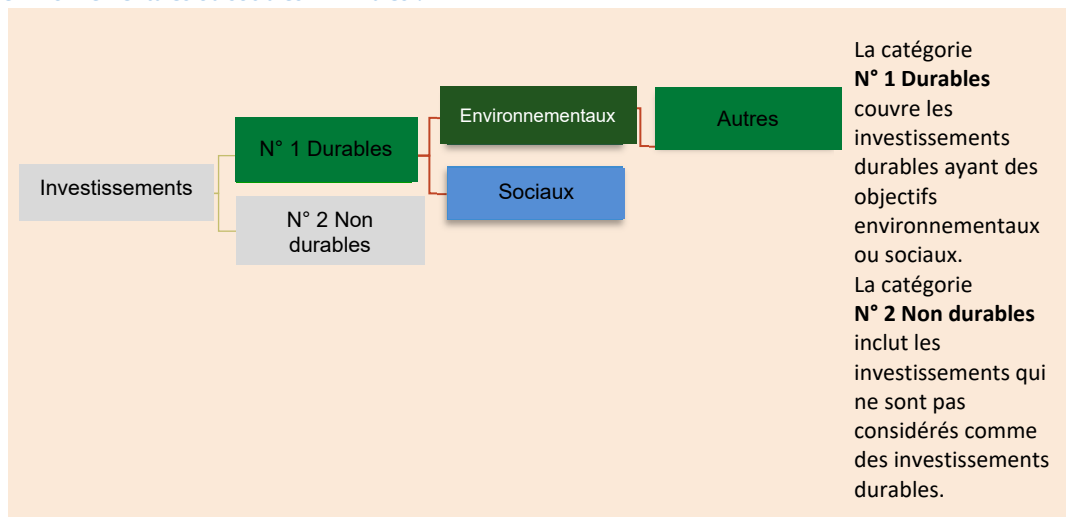 Investissements
N° 1 Durables
N° 2 Non
durables
Environnementaux
Sociaux
Autres
La catégorie
N° 1 Durables
couvre les
investissements
durables ayant des
objectifs
environnementaux
ou sociaux.
La catégorie
N° 2 Non durables
inclut les
investissements qui
ne sont pas
considérés comme
des investissements
durables.